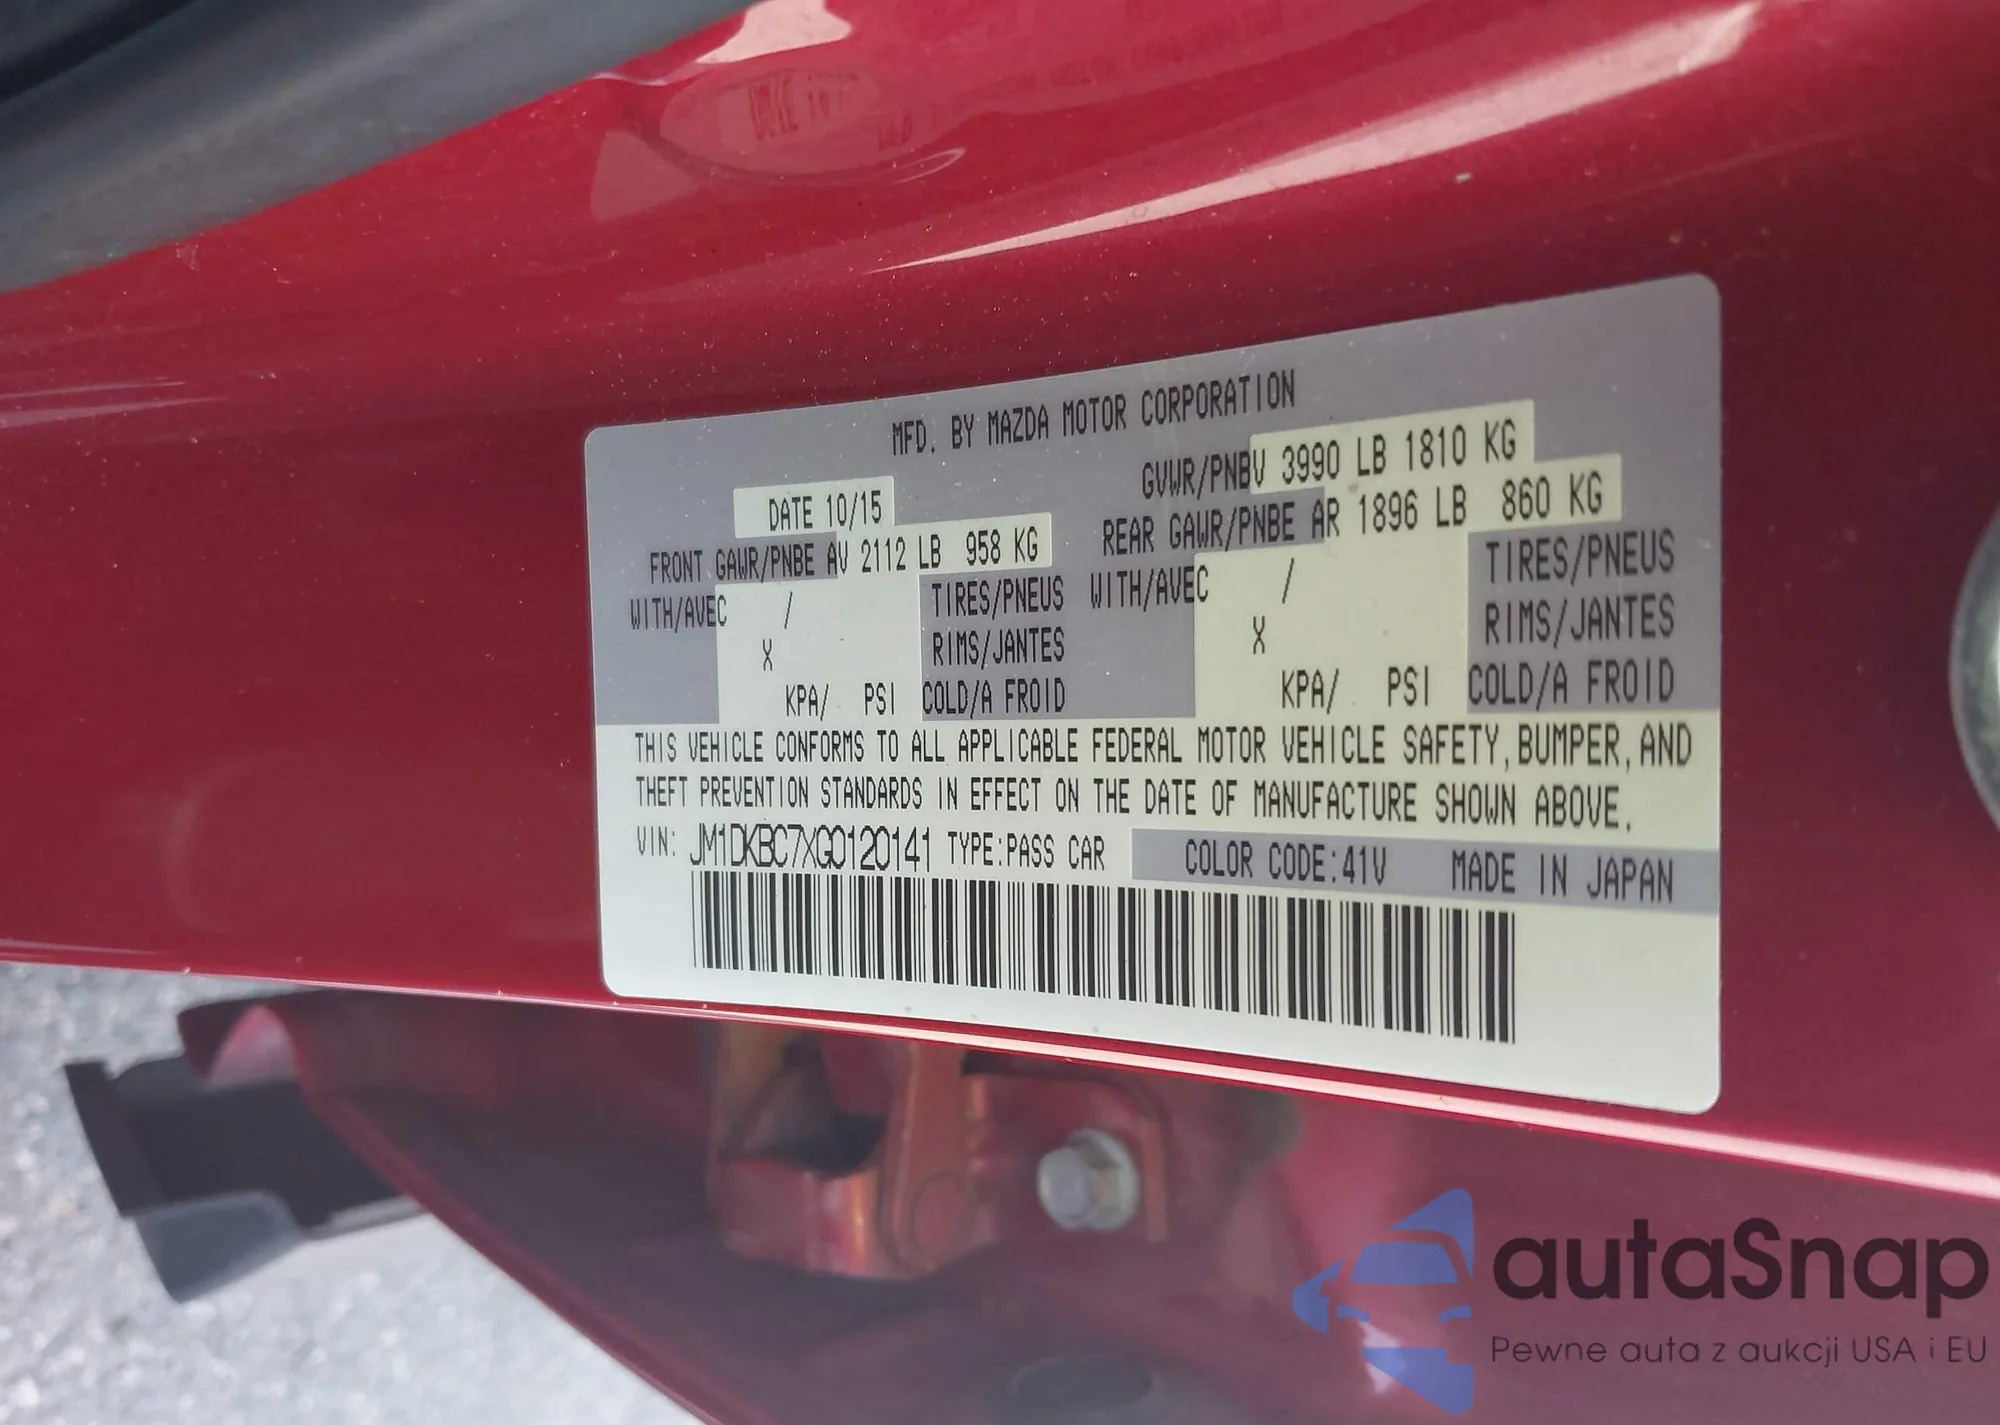 MFD. BY MAZDA MOTOR CORPORATION
DATE 10/15
GVWR/PNBV 3990 LB 1810 KG
FRONT GAWR/PNBE AV 2112 LB 958 KG
REAR GAWR/PNBE AR 1896 LB 860 KG
WITH/AVEC / TIRES/PNEUS
X RIMS/JANTES
KPA/ PSI COLD/A FROID
WITH/AVEC / TIRES/PNEUS
X RIMS/JANTES
KPA/ PSI COLD/A FROID
THIS VEHICLE CONFORMS TO ALL APPLICABLE FEDERAL MOTOR VEHICLE SAFETY, BUMPER, AND
THEFT PREVENTION STANDARDS IN EFFECT ON THE DATE OF MANUFACTURE SHOWN ABOVE.
VIN: JM1DKBC7XG0120141 TYPE:PASS CAR COLOR CODE:41V MADE IN JAPAN
autaSnap
Pewne auta z aukcji USA i EU